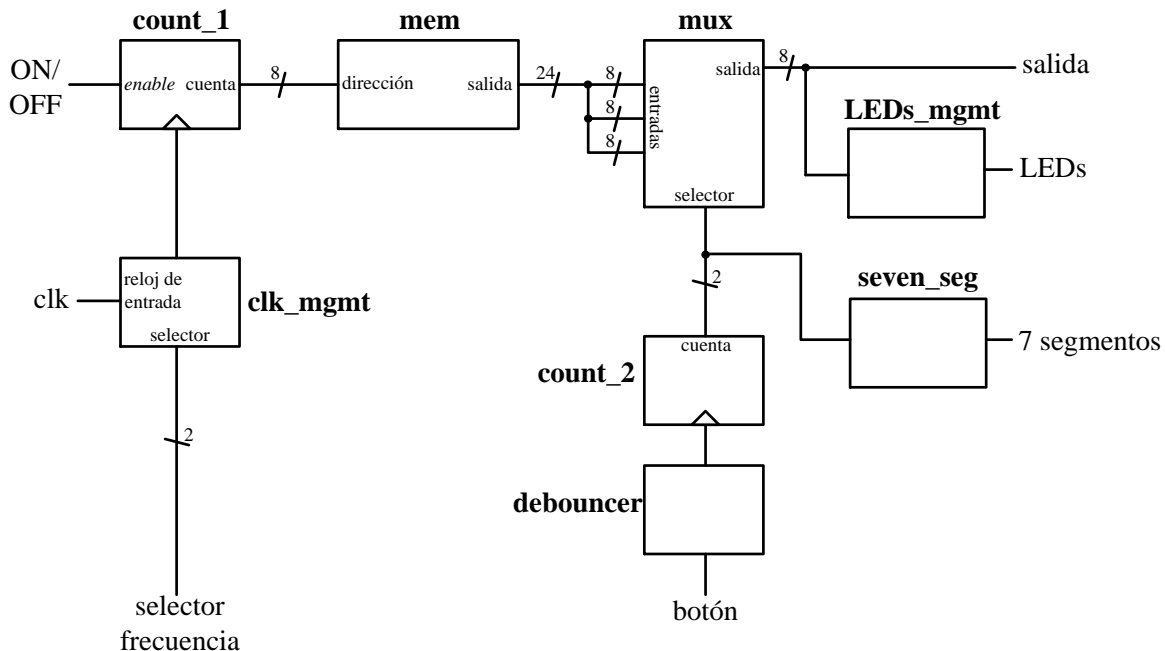 count_1
mem
mux
ON/
OFF
enable
cuenta
8
dirección
salida
24
8
8
8
entradas
salida
selector
8
salida
LEDs_mgmt
LEDs
clk
reloj de
entrada
selector
clk_mgmt
2
seven_seg
7 segmentos
cuenta
count_2
2
debouncer
selector
frecuencia
botón